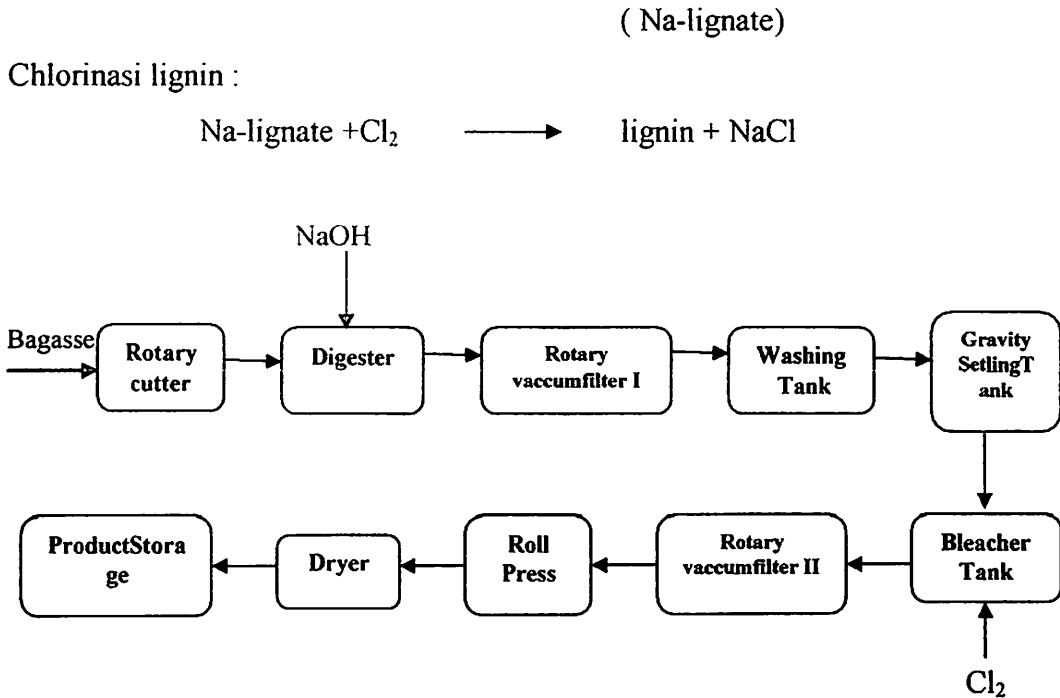 ( Na-lignate)
Chlorinasi lignin :
Na-lignate +Cl₂ → lignin + NaCl
NaOH
Bagasse
Rotary
cutter
Digester
Rotary
vaccumfilter I
Washing
Tank
Gravity
SetlingT
ank
Bleacher
Tank
Cl₂
Rotary
vaccumfilter II
Roll
Press
Dryer
ProductStora
ge